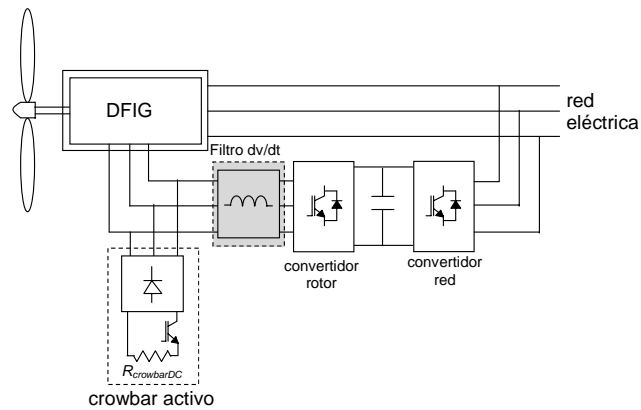 DFIG
red
eléctrica
Filtro dv/dt
convertidor
rotor
convertidor
red
RcrowbarDC
crowbar activo